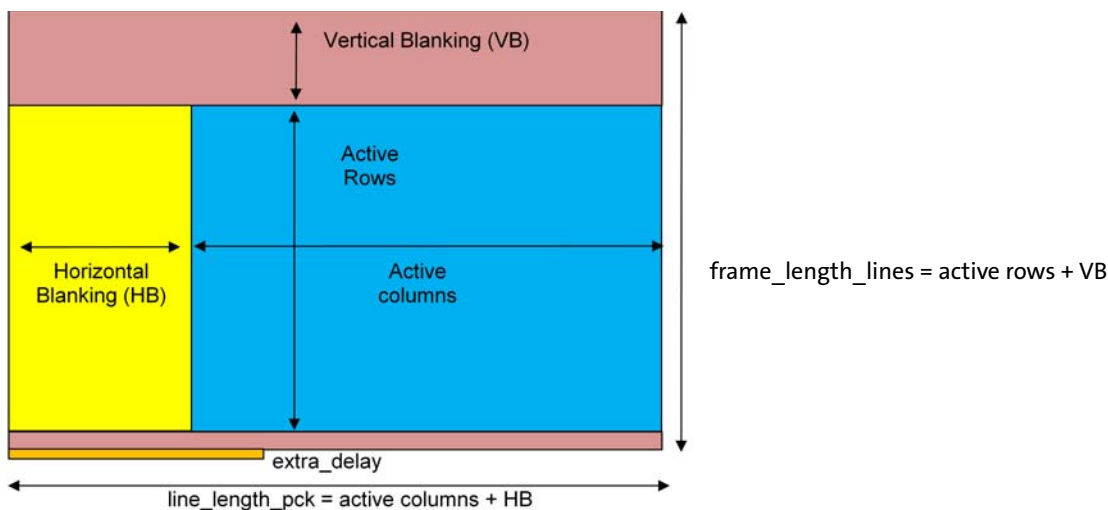 Vertical Blanking (VB)
Active
Rows
Horizontal
Blanking (HB)
Active
columns
frame_length_lines = active rows + VB
extra_delay
line_length_pck = active columns + HB